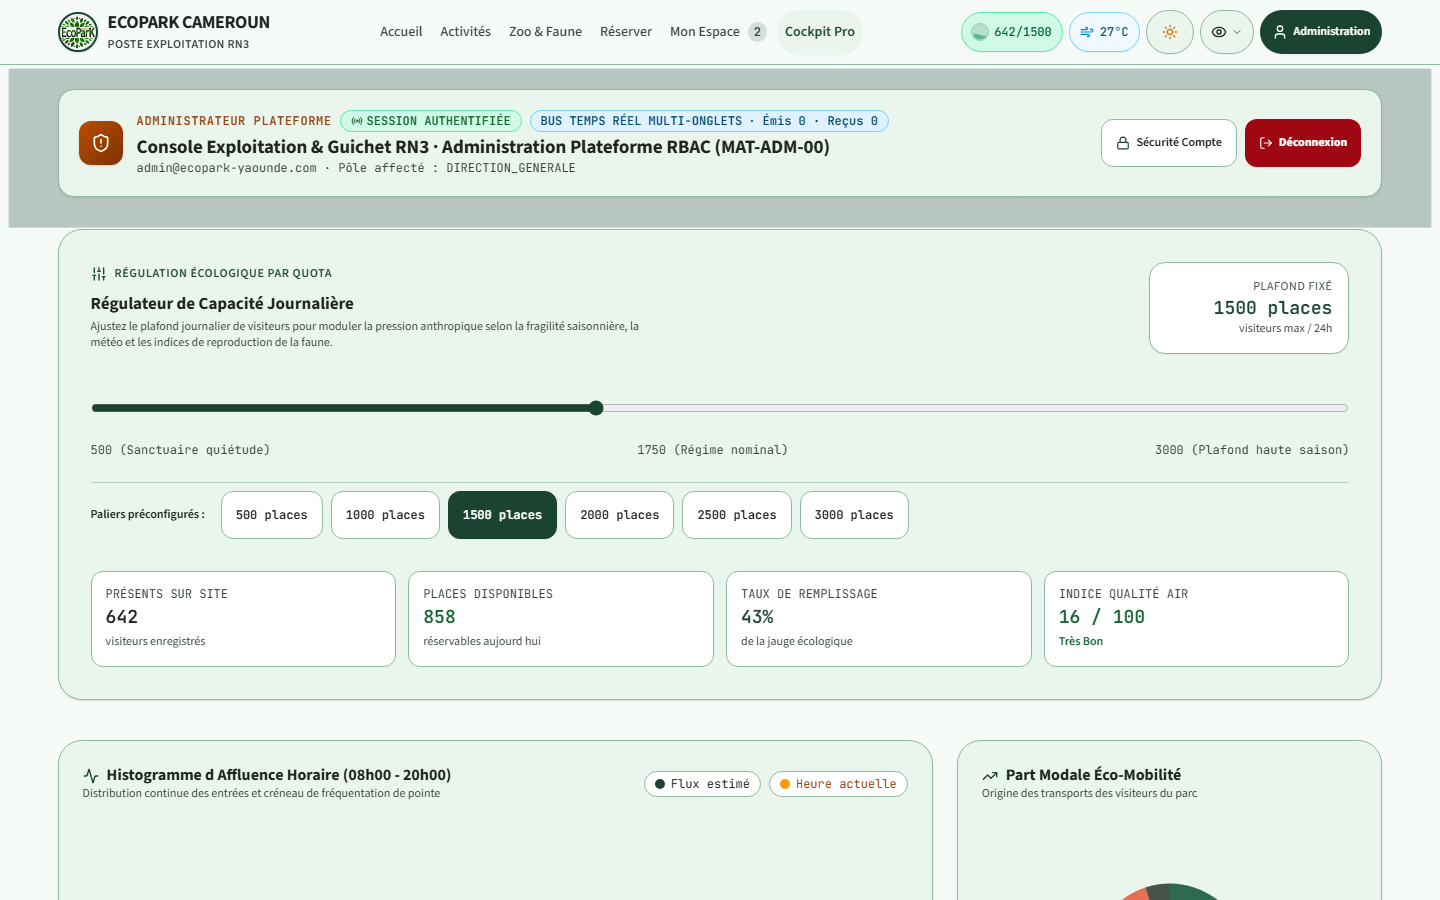 EcoParK
ECOPARK CAMEROUN
POSTE EXPLOITATION RN3
Accueil
Activités
Zoo & Faune
Réserver
Mon Espace 2
Cockpit Pro
642/1500
27°C
Administration
ADMINISTRATEUR PLATEFORME
SESSION AUTHENTIFIÉE
BUS TEMPS RÉEL MULTI-ONGLETS · Émis 0 · Reçus 0
Console Exploitation & Guichet RN3 · Administration Plateforme RBAC (MAT-ADM-00)
admin@ecopark-yaounde.com · Pôle affecté : DIRECTION_GENERALE
Sécurité Compte
Déconnexion
RÉGULATION ÉCOLOGIQUE PAR QUOTA
Régulateur de Capacité Journalière
Ajustez le plafond journalier de visiteurs pour moduler la pression anthropique selon la fragilité saisonnière, la
météo et les indices de reproduction de la faune.
PLAFOND FIXÉ
1500 places
visiteurs max / 24h
500 (Sanctuaire quiétude)
1750 (Régime nominal)
3000 (Plafond haute saison)
Paliers préconfigurés :
500 places
1000 places
1500 places
2000 places
2500 places
3000 places
PRÉSENTS SUR SITE
642
visiteurs enregistrés
PLACES DISPONIBLES
858
réservables aujourd hui
TAUX DE REMPLISSAGE
43%
de la jauge écologique
INDICE QUALITÉ AIR
16 / 100
Très Bon
Histogramme d Affluence Horaire (08h00 - 20h00)
Distribution continue des entrées et créneau de fréquentation de pointe
Flux estimé
Heure actuelle
Part Modale Éco-Mobilité
Origine des transports des visiteurs du parc